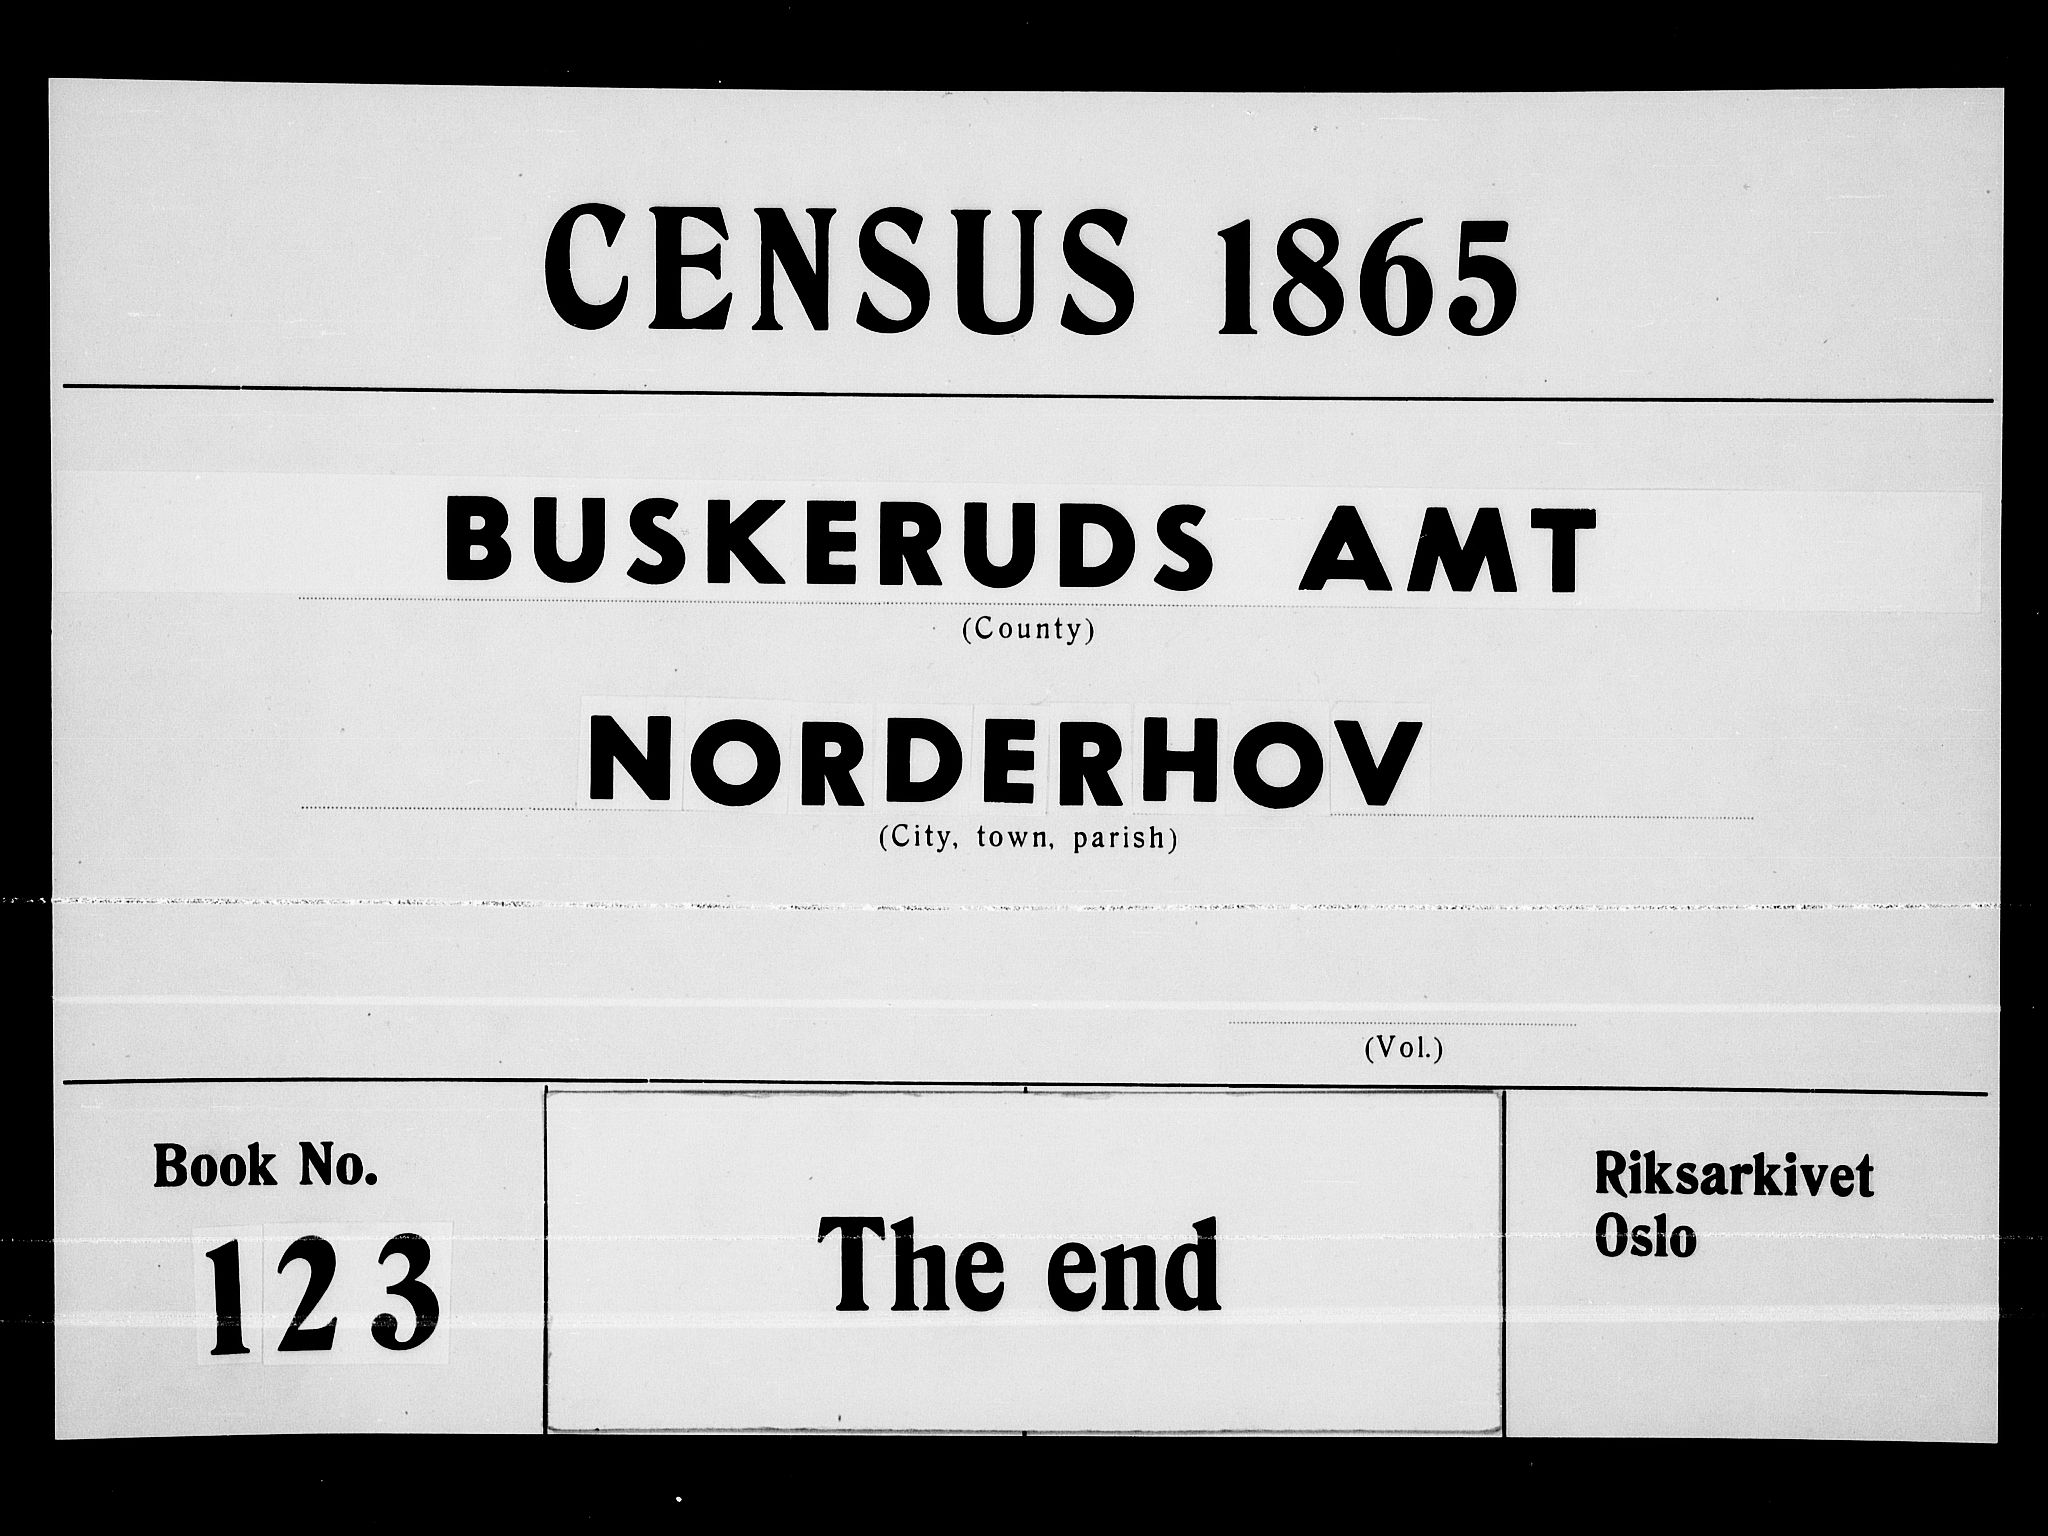 CENSUS 1865
BUSKERUDS AMT
(County)
NORDERHOV
(City, town, parish)
(Vol.)
Book No.
123
The end
Riksarkivet
Oslo